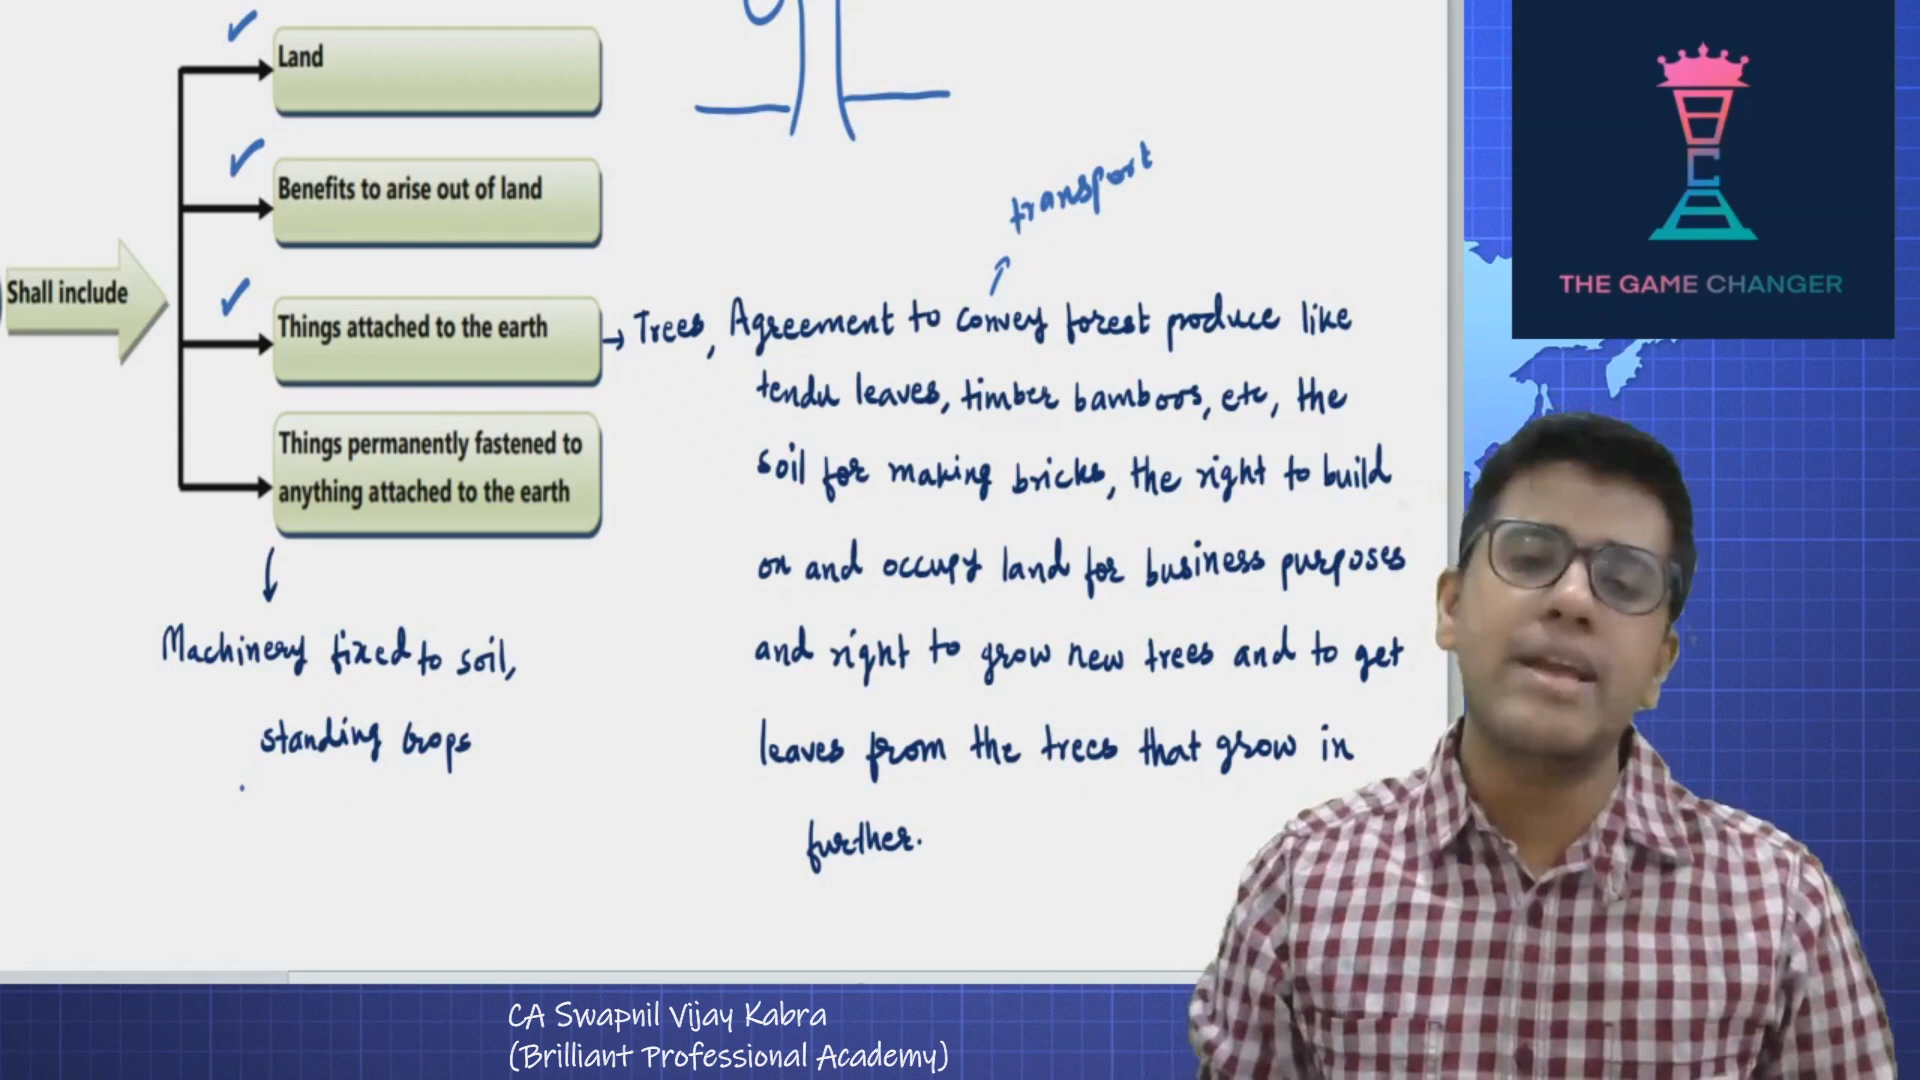 Land
Benefits to arise out of land
transport
Shall include
Things attached to the earth
→ Trees, Agreement to convey forest produce like
tendu leaves, timber bamboos, etc, the
soil for making bricks, the right to build
on and occupy land for business purposes
and right to grow new trees and to get
leaves from the trees that grow in
further.
Things permanently fastened to
anything attached to the earth
Machinery fixed to soil,
standing crops
THE GAME CHANGER
CA Swapnil Vijay Kabra
(Brilliant Professional Academy)